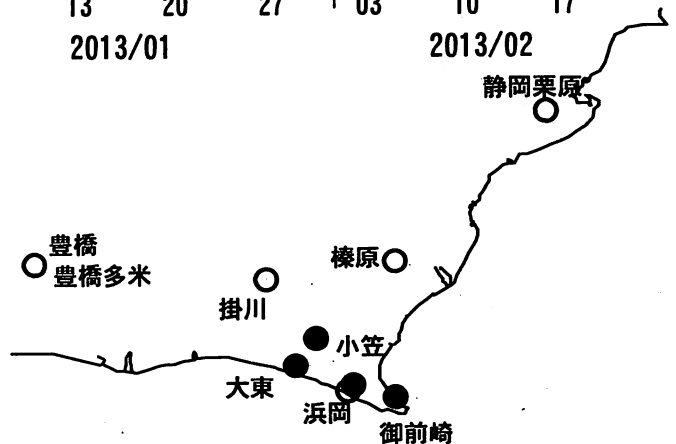 13 20 27 03 10 17
2013/01 2013/02
静岡栗原
豊橋
豊橋多米
榛原
掛川
小笠
大東
浜岡
御前崎